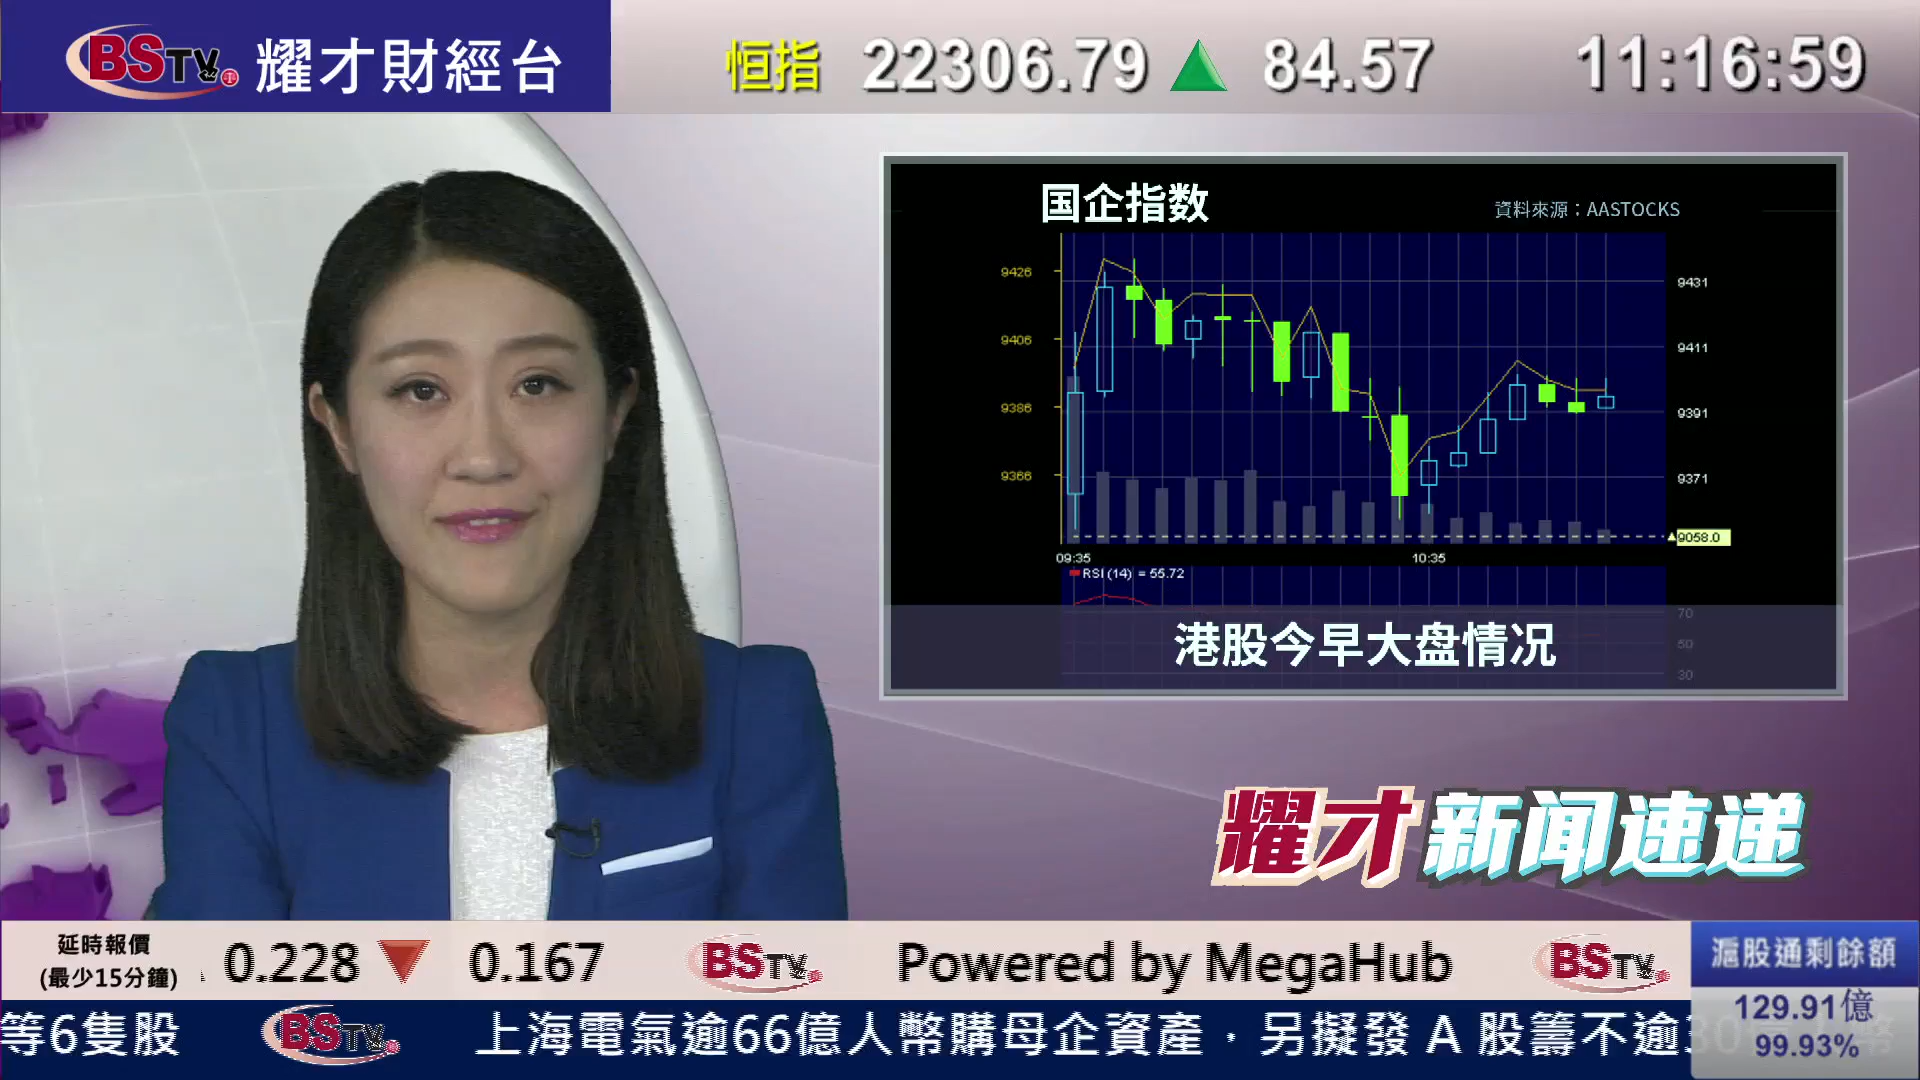 BSTV 耀才財經台
恒指 22306.79 ▲ 84.57 11:16:59
国企指数
資料來源：AASTOCKS
9426
9406
9386
9366
9431
9411
9391
9371
9058.0
09:35 10:35
RSI (14) = 55.72
70
50
30
港股今早大盘情况
耀才新闻速递
延時報價
(最少15分鐘)
0.228 ▼ 0.167 BSTV Powered by MegaHub BSTV
滬股通剩餘額
129.91億
99.93%
等6隻股 BSTV 上海電氣逾66億人幣購母企資產，另擬發 A 股籌不逾30